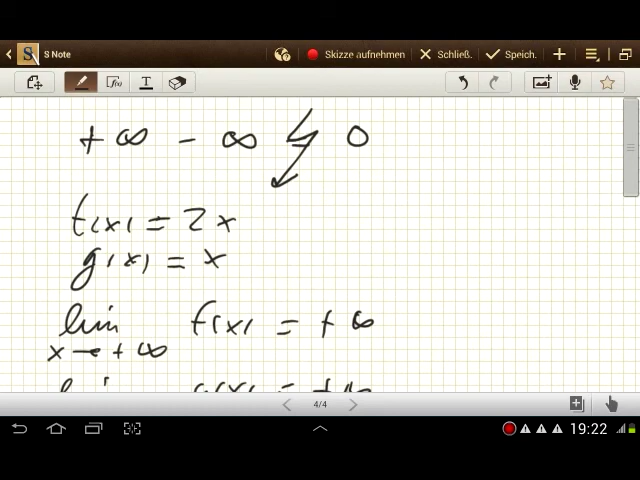 S Note
Skizze aufnehmen
Schließ.
Speich.
f(x)
T
+∞ - ∞ ↯ 0
f(x) = 2x
g(x) = x
lim f(x) = +∞
x→+∞
g(x) = +∞
4/4
19:22